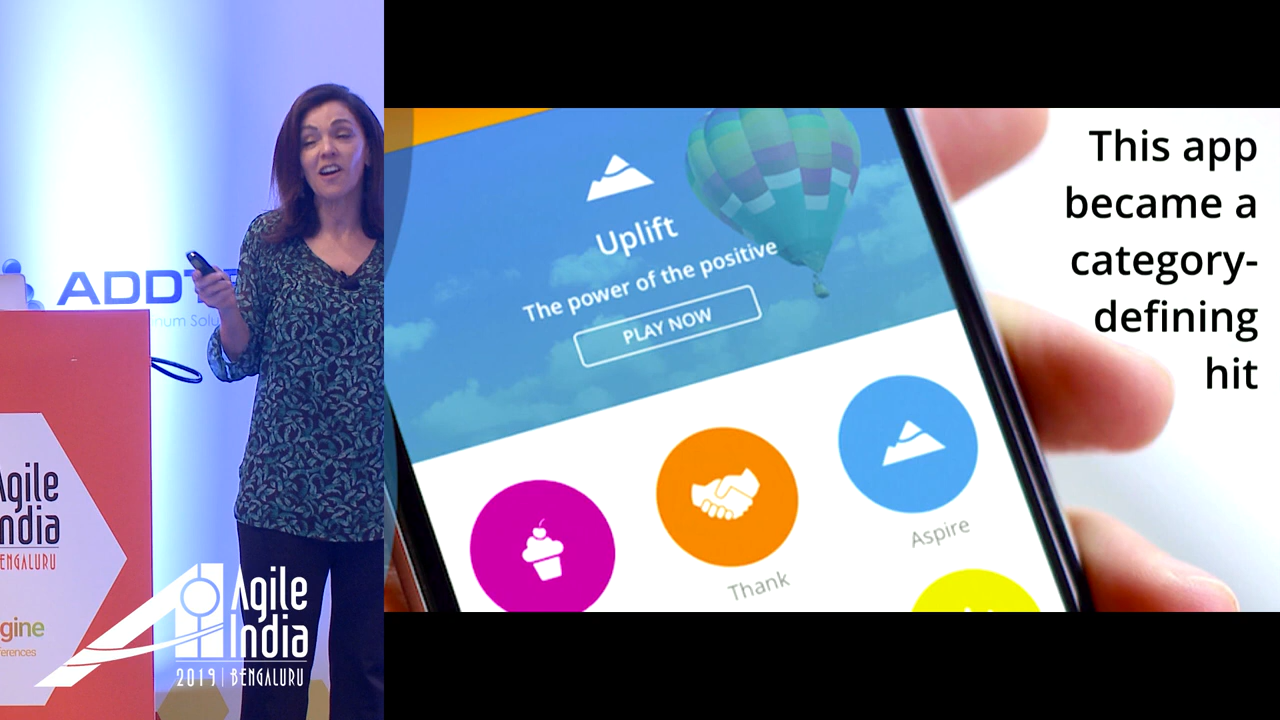 ADDT
Agile
India
BENGALURU
gine
ferences
Agile
India
2019 | BENGALURU
Uplift
The power of the positive
PLAY NOW
Thank
Aspire
This app
became a
category-
defining
hit